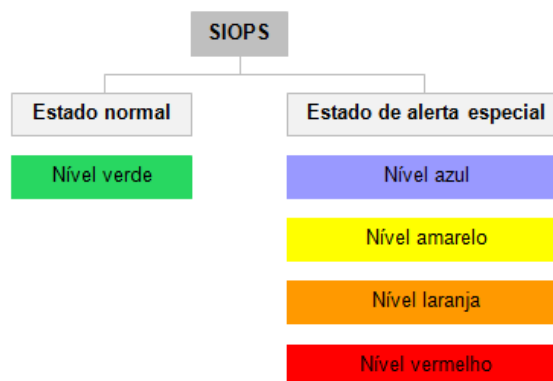 SIOPS
Estado normal
Estado de alerta especial
Nível verde
Nível azul
Nível amarelo
Nível laranja
Nível vermelho